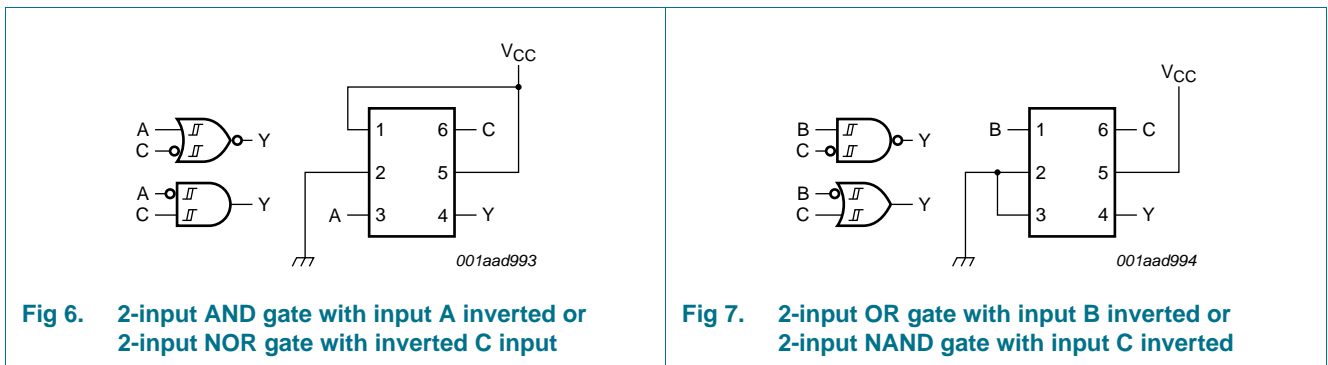 VCC
A
C
Y
A
C
Y
1
2
3
6
5
4
C
A
Y
001aad993
Fig 6. 2-input AND gate with input A inverted or
2-input NOR gate with inverted C input
VCC
B
C
Y
B
C
Y
B
1
2
3
6
5
4
C
Y
001aad994
Fig 7. 2-input OR gate with input B inverted or
2-input NAND gate with input C inverted